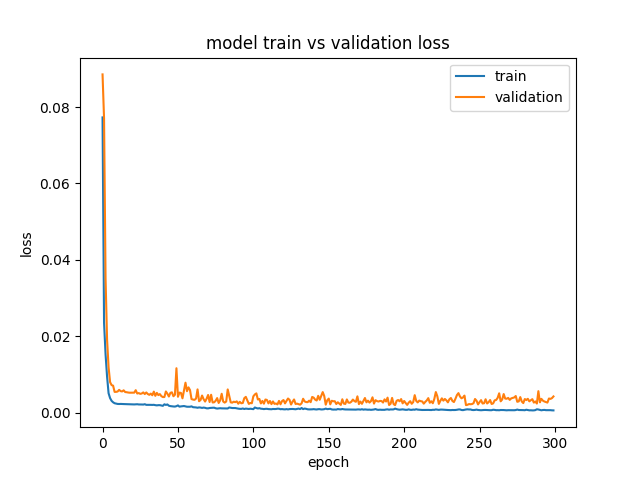 model train vs validation loss
train
validation
0.08
0.06
0.04
0.02
0.00
loss
0 50 100 150 200 250 300
epoch